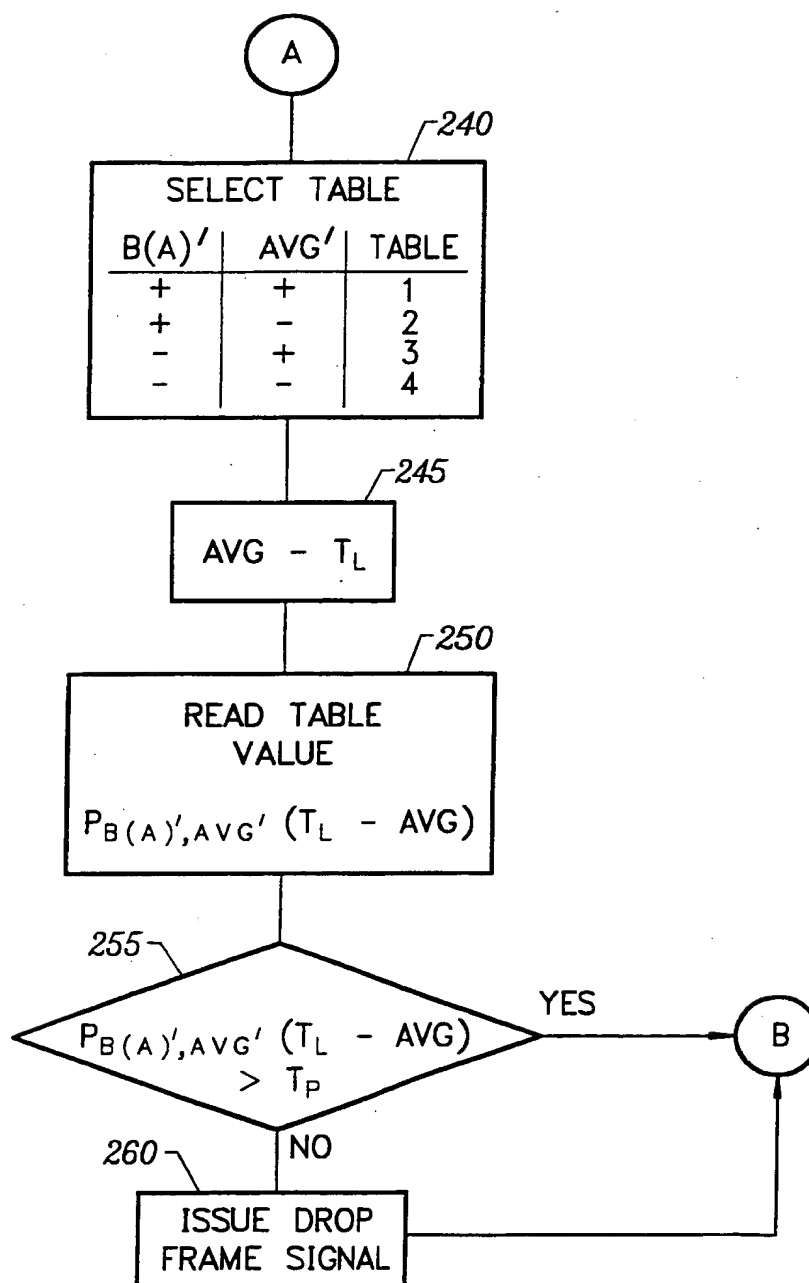 A
240
SELECT TABLE
B(A)' AVG' TABLE
+ + 1
+ - 2
- + 3
- - 4
245
AVG - T_L
250
READ TABLE
VALUE
P_B(A)',AVG' (T_L - AVG)
255
P_B(A)',AVG' (T_L - AVG)
> T_P
YES
B
NO
260
ISSUE DROP
FRAME SIGNAL